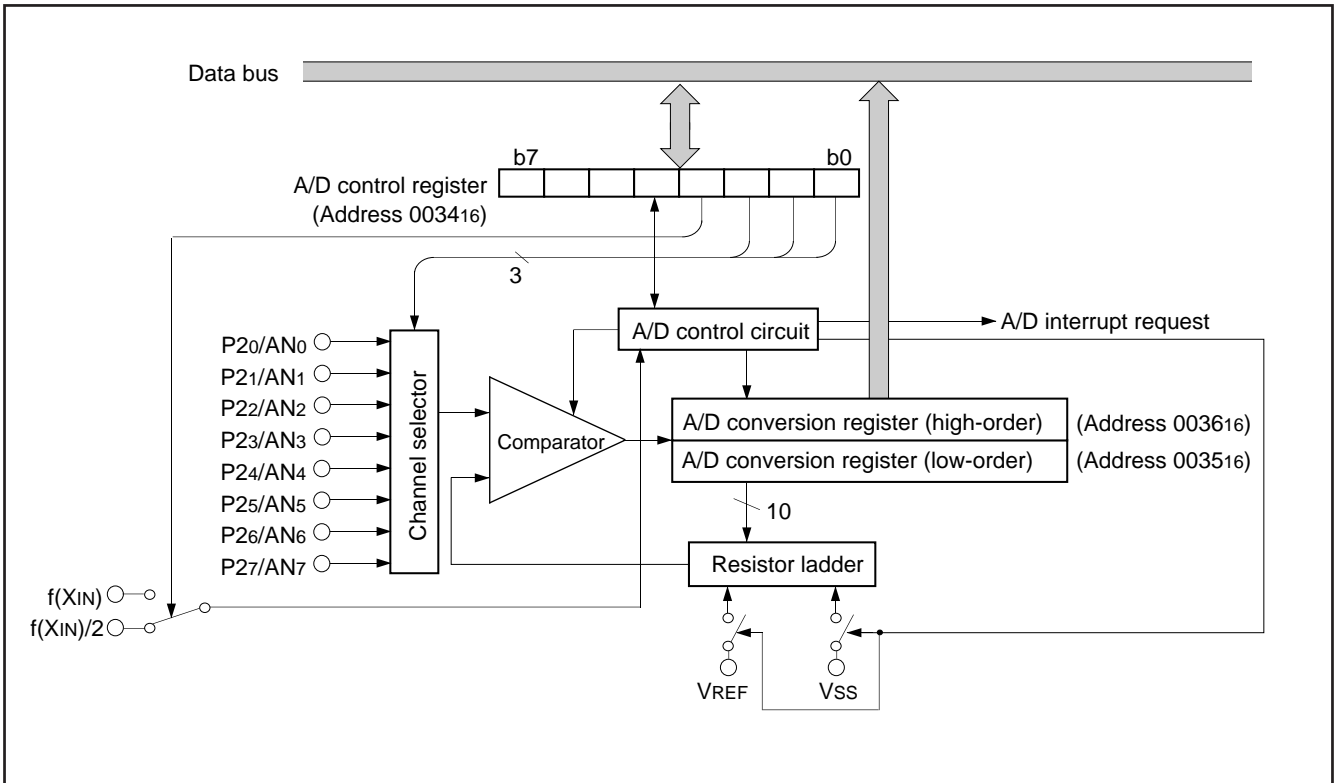 Data bus
b7
b0
A/D control register
(Address 003416)
3
A/D control circuit
A/D interrupt request
P20/AN0
P21/AN1
P22/AN2
P23/AN3
P24/AN4
P25/AN5
P26/AN6
P27/AN7
Channel selector
Comparator
A/D conversion register (high-order)
(Address 003616)
A/D conversion register (low-order)
(Address 003516)
10
Resistor ladder
f(XIN)
f(XIN)/2
VREF
VSS